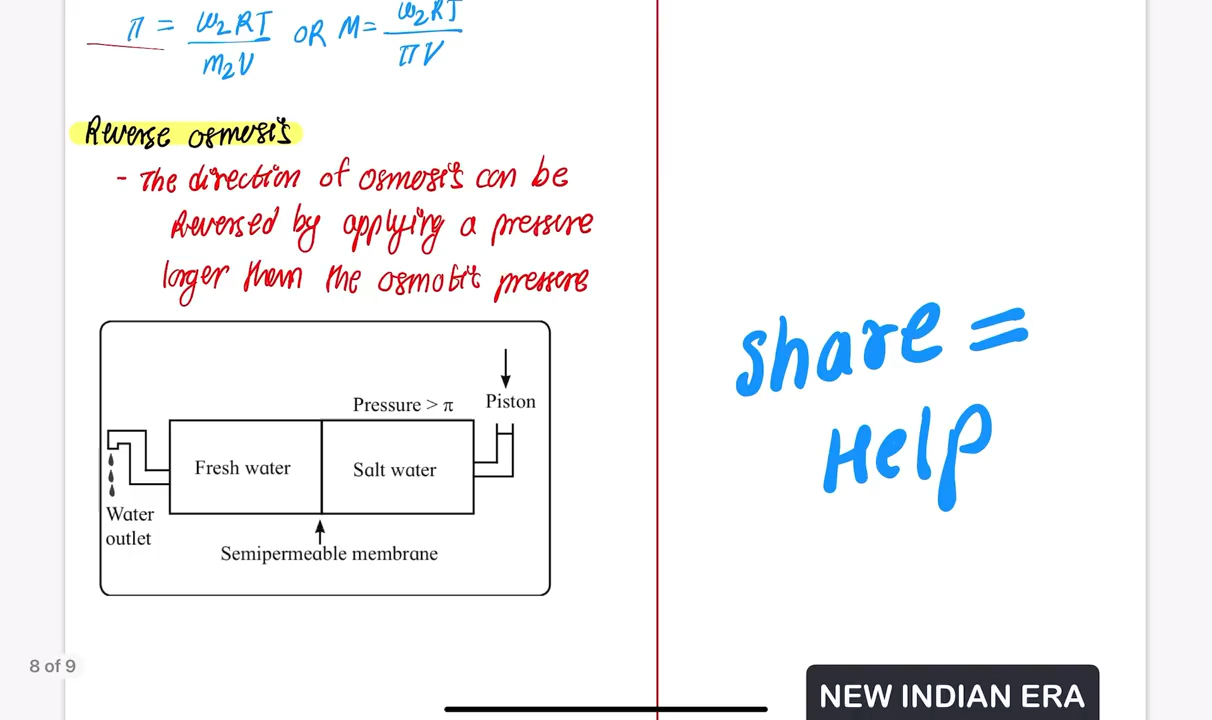 π = w₂RT / m₂V OR M = w₂RT / πV
Reverse osmosis
- The direction of osmosis can be
Reversed by applying a pressure
larger than the osmotic pressure
Pressure > π
Piston
Fresh water
Salt water
Water
outlet
Semipermeable membrane
Share =
Help
8 of 9
NEW INDIAN ERA